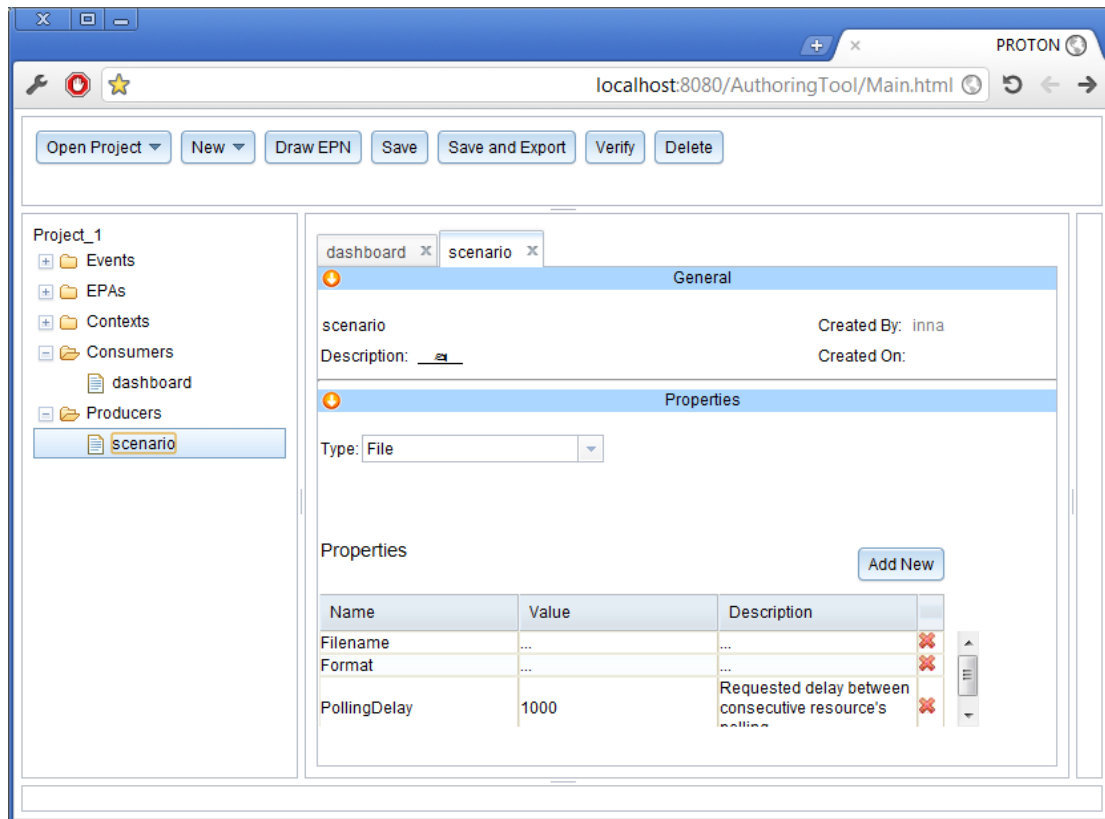 PROTON
localhost:8080/AuthoringTool/Main.html
Open Project New Draw EPN Save Save and Export Verify Delete
Project_1
Events
EPAs
Contexts
Consumers
dashboard
Producers
scenario
dashboard x scenario x
General
scenario Created By: inna
Description: Created On:
Properties
Type: File
Properties
Add New
Name Value Description
Filename ... ...
Format ... ...
PollingDelay 1000 Requested delay between
consecutive resource's
polling